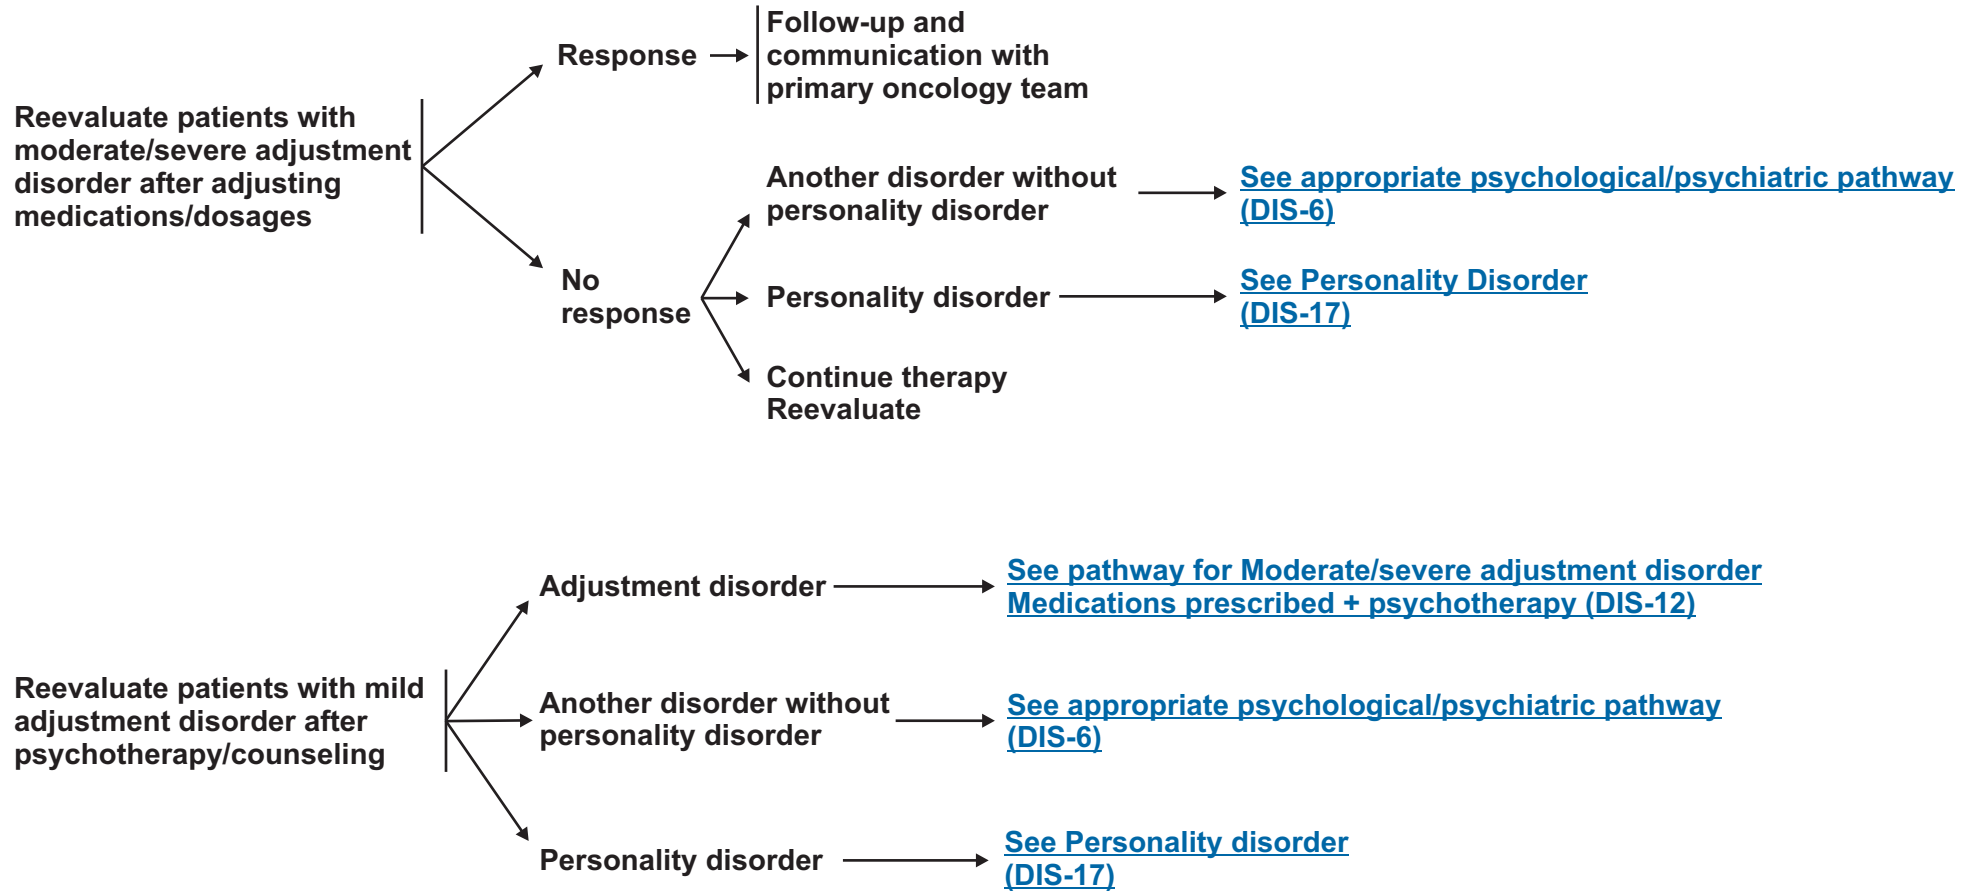 Reevaluate patients with
moderate/severe adjustment
disorder after adjusting
medications/dosages
Response
Follow-up and
communication with
primary oncology team
No
response
Another disorder without
personality disorder
See appropriate psychological/psychiatric pathway
(DIS-6)
Personality disorder
See Personality Disorder
(DIS-17)
Continue therapy
Reevaluate
Reevaluate patients with mild
adjustment disorder after
psychotherapy/counseling
Adjustment disorder
See pathway for Moderate/severe adjustment disorder
Medications prescribed + psychotherapy (DIS-12)
Another disorder without
personality disorder
See appropriate psychological/psychiatric pathway
(DIS-6)
Personality disorder
See Personality disorder
(DIS-17)